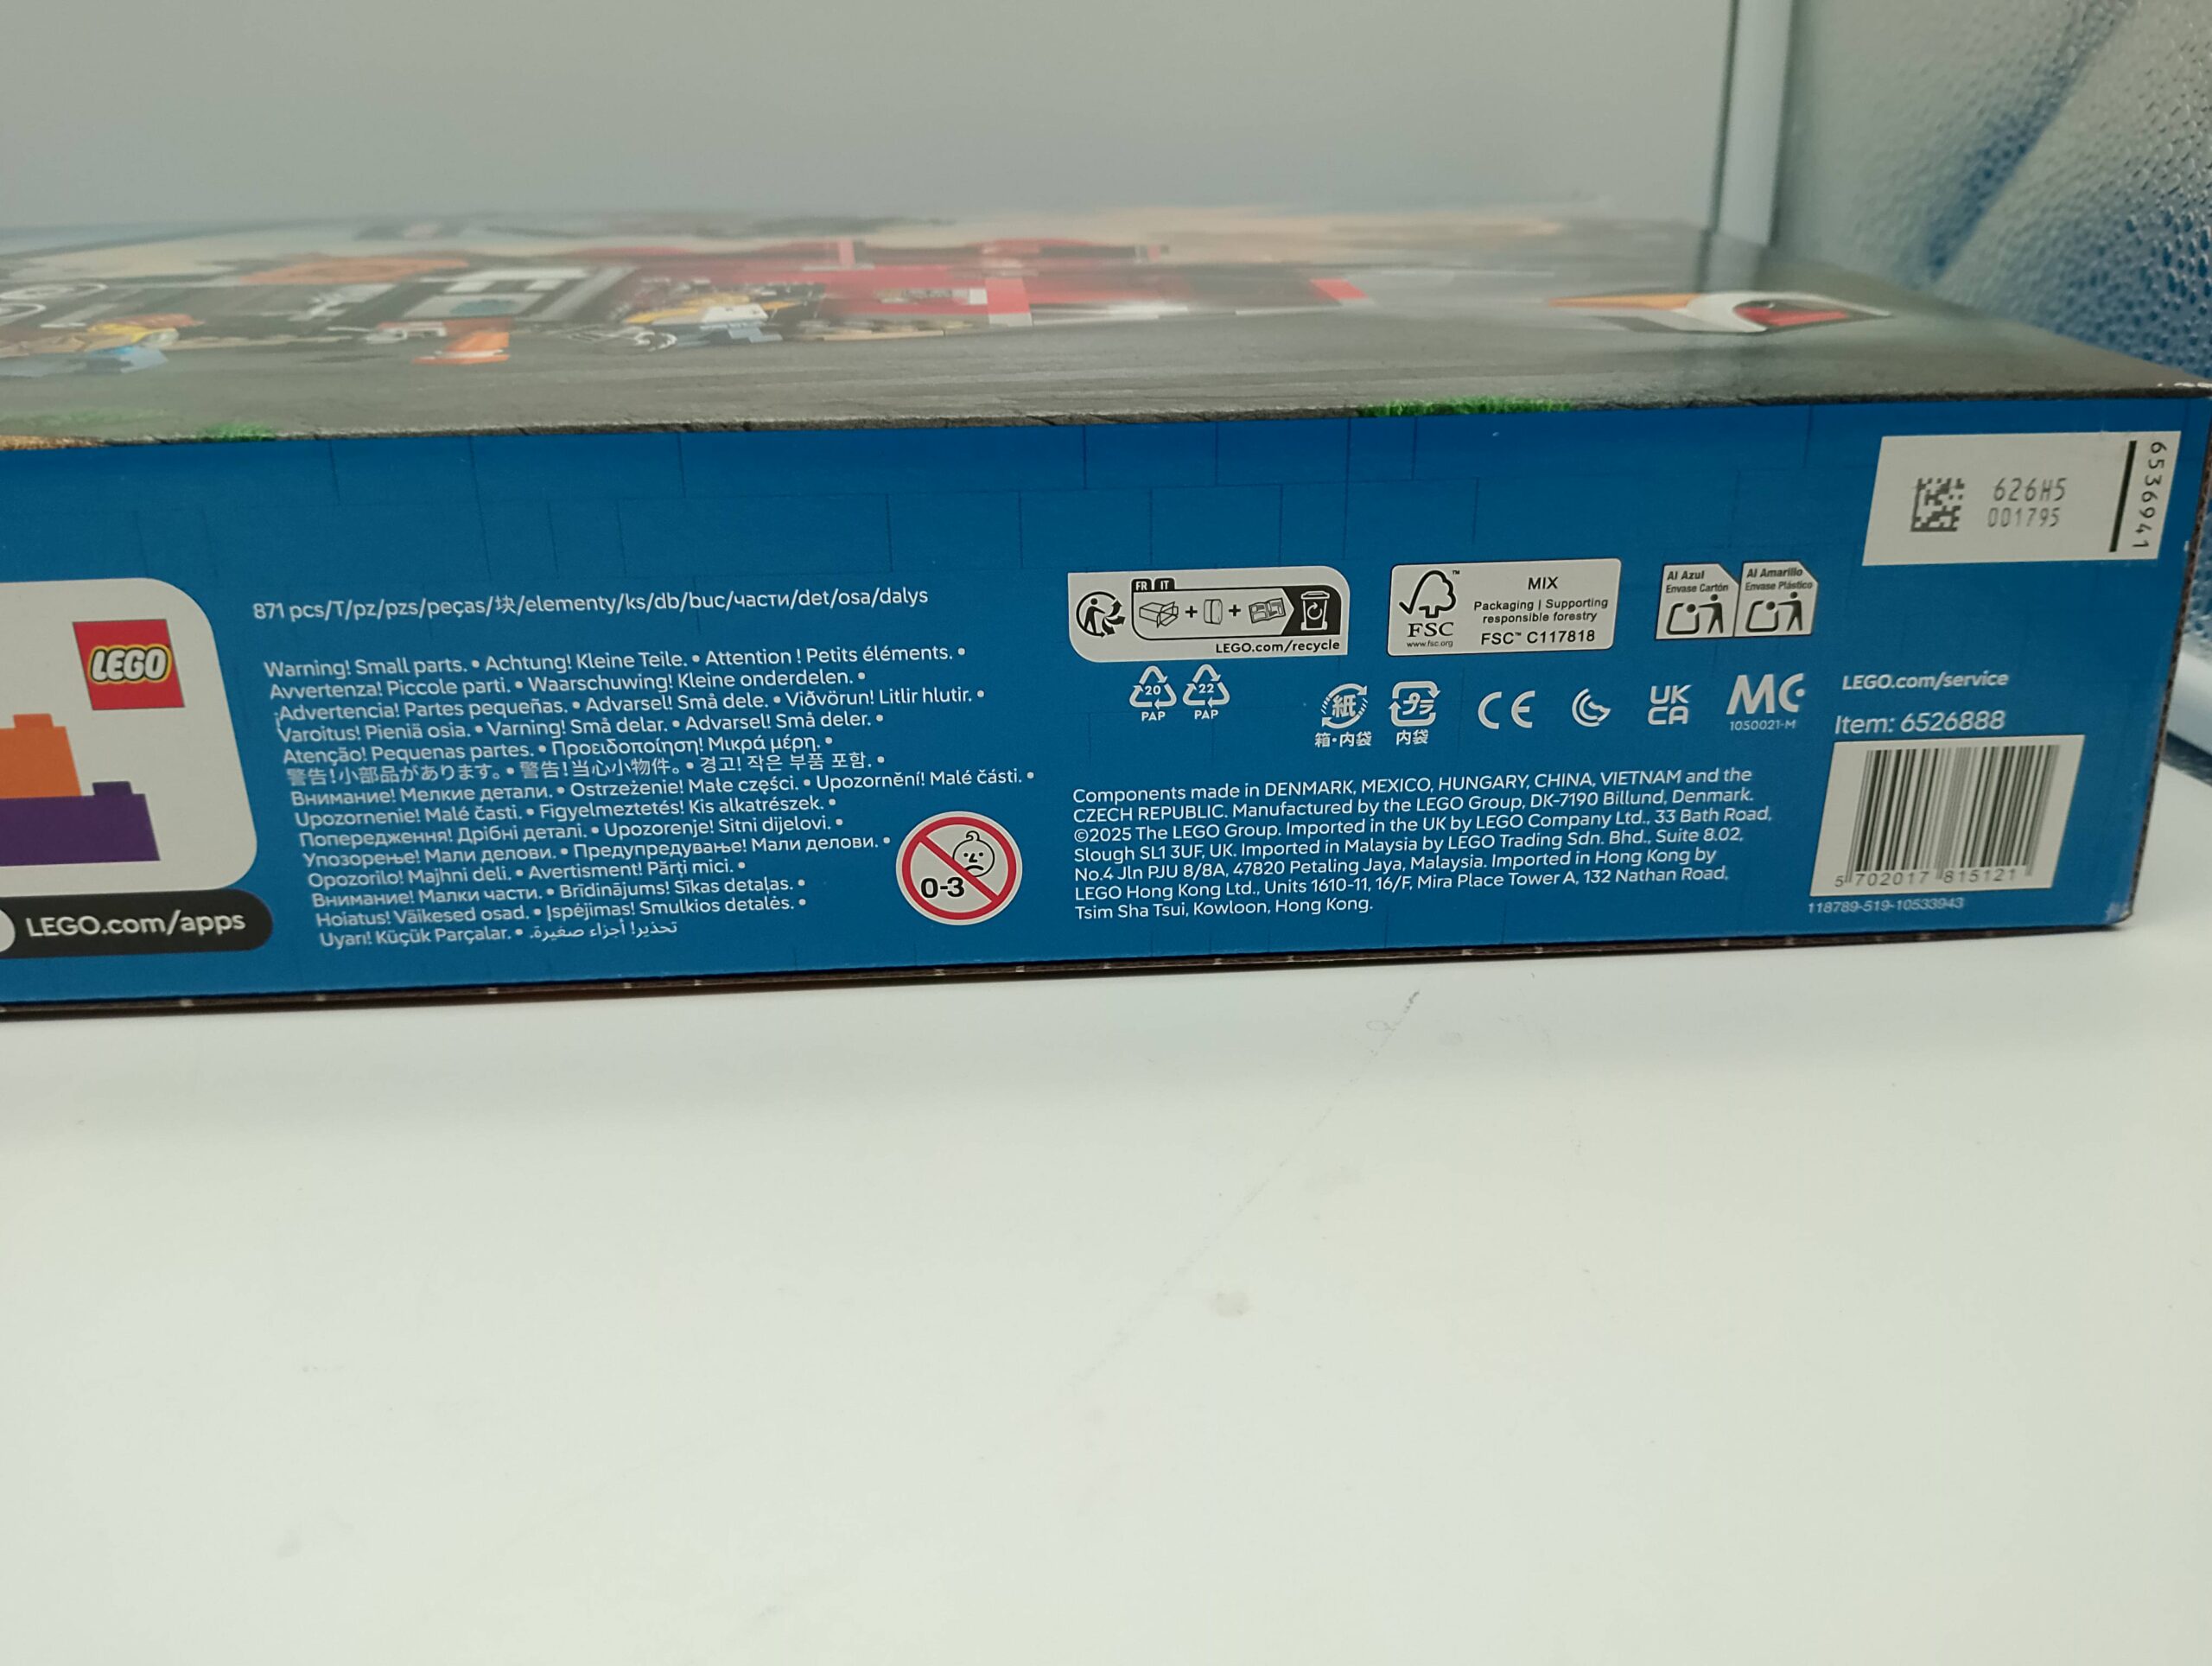 LEGO
LEGO.com/apps
871 pcs/T/pz/pzs/peças/块/elementy/ks/db/buc/части/det/osa/dalys
Warning! Small parts. • Achtung! Kleine Teile. • Attention ! Petits éléments. •
Avvertenza! Piccole parti. • Waarschuwing! Kleine onderdelen. •
¡Advertencia! Partes pequeñas. • Advarsel! Små dele. • Viðvörun! Litlir hlutir. •
Varoitus! Pieniä osia. • Varning! Små delar. • Advarsel! Små deler. •
Atenção! Pequenas partes. • Προειδοποίηση! Μικρά μέρη. •
警告!小部品があります。• 警告!当心小物件。• 경고! 작은 부품 포함. •
Внимание! Мелкие детали. • Ostrzeżenie! Małe części. • Upozornění! Malé části. •
Upozornenie! Malé časti. • Figyelmeztetés! Kis alkatrészek. •
Попередження! Дрібні деталі. • Upozorenje! Sitni dijelovi. •
Упозорење! Мали делови. • Предупредување! Мали делови. •
Opozorilo! Majhni deli. • Avertisment! Părți mici. •
Внимание! Малки части. • Brīdinājums! Sīkas detaļas. •
Hoiatus! Väikesed osad. • Įspėjimas! Smulkios detalės. •
Uyarı! Küçük Parçalar. • تحذير! أجزاء صغيرة.
0-3
FR IT
LEGO.com/recycle
20 PAP
22 PAP
FSC
www.fsc.org
MIX
Packaging | Supporting
responsible forestry
FSC™ C117818
Al Azul
Envase Cartón
Al Amarillo
Envase Plástico
紙
箱・内袋
プラ
内袋
CE
UK
CA
MC
1050021-M
Components made in DENMARK, MEXICO, HUNGARY, CHINA, VIETNAM and the
CZECH REPUBLIC. Manufactured by the LEGO Group, DK-7190 Billund, Denmark.
©2025 The LEGO Group. Imported in the UK by LEGO Company Ltd., 33 Bath Road,
Slough SL1 3UF, UK. Imported in Malaysia by LEGO Trading Sdn. Bhd., Suite 8.02,
No.4 Jln PJU 8/8A, 47820 Petaling Jaya, Malaysia. Imported in Hong Kong by
LEGO Hong Kong Ltd., Units 1610-11, 16/F, Mira Place Tower A, 132 Nathan Road,
Tsim Sha Tsui, Kowloon, Hong Kong.
626H5
001795
6536941
LEGO.com/service
Item: 6526888
5 702017 815121
118789-519-10533943